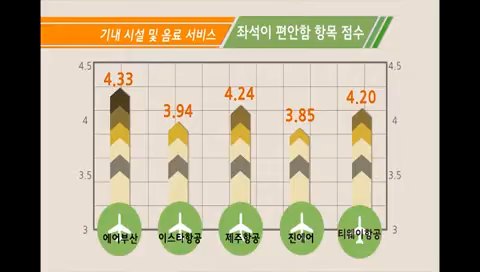 기내 시설 및 음료 서비스
좌석이 편안함 항목 점수
4.5 4.5
4.33 3.94 4.24 3.85 4.20
4 4
3.5 3.5
3 3
에어부산 이스타항공 제주항공 진에어 티웨이항공